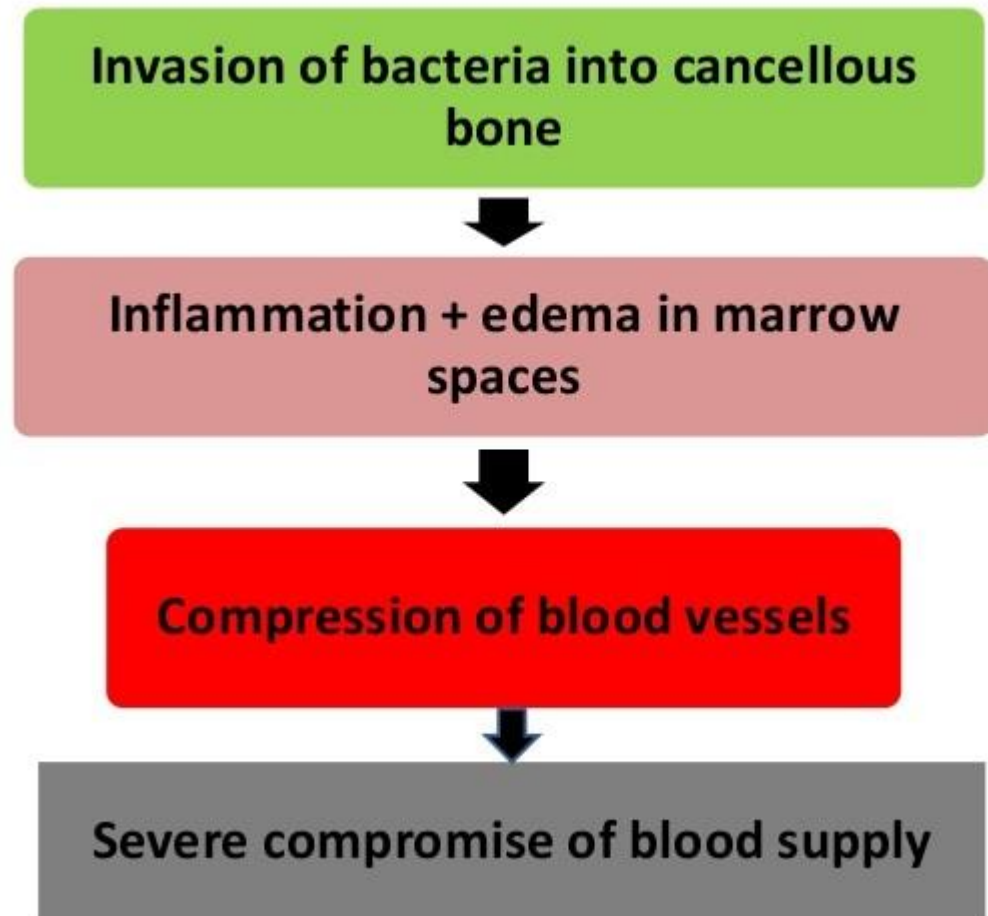 Invasion of bacteria into cancellous
bone
Inflammation + edema in marrow
spaces
Compression of blood vessels
Severe compromise of blood supply